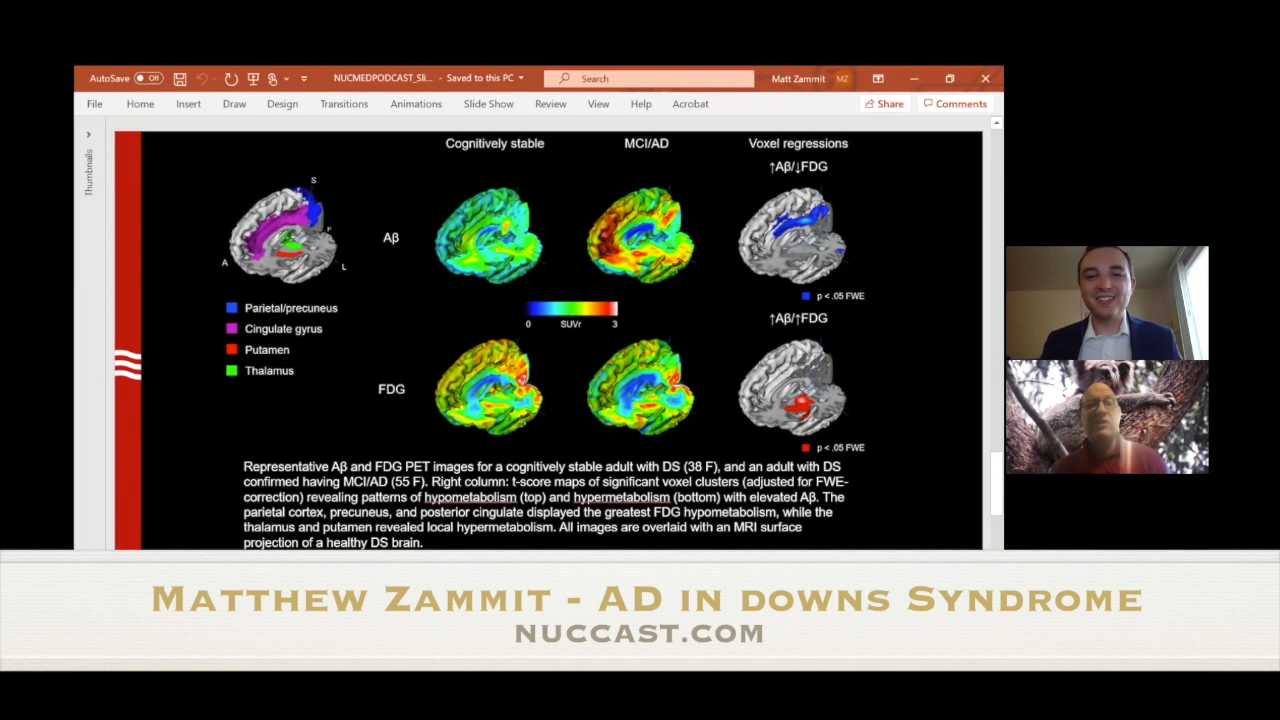 AutoSave Off NUCMEDPODCAST_Sli... - Saved to this PC Search Matt Zammit MZ
File Home Insert Draw Design Transitions Animations Slide Show Review View Help Acrobat Share Comments
Thumbnails
Cognitively stable MCI/AD Voxel regressions
↑Aβ/↓FDG
S
P
A
L
Aβ
p < .05 FWE
Parietal/precuneus
Cingulate gyrus
Putamen
Thalamus
0 SUVr 3
↑Aβ/↑FDG
FDG
p < .05 FWE
Representative Aβ and FDG PET images for a cognitively stable adult with DS (38 F), and an adult with DS
confirmed having MCI/AD (55 F). Right column: t-score maps of significant voxel clusters (adjusted for FWE-
correction) revealing patterns of hypometabolism (top) and hypermetabolism (bottom) with elevated Aβ. The
parietal cortex, precuneus, and posterior cingulate displayed the greatest FDG hypometabolism, while the
thalamus and putamen revealed local hypermetabolism. All images are overlaid with an MRI surface
projection of a healthy DS brain.
Matthew Zammit - AD in downs Syndrome
nuccast.com